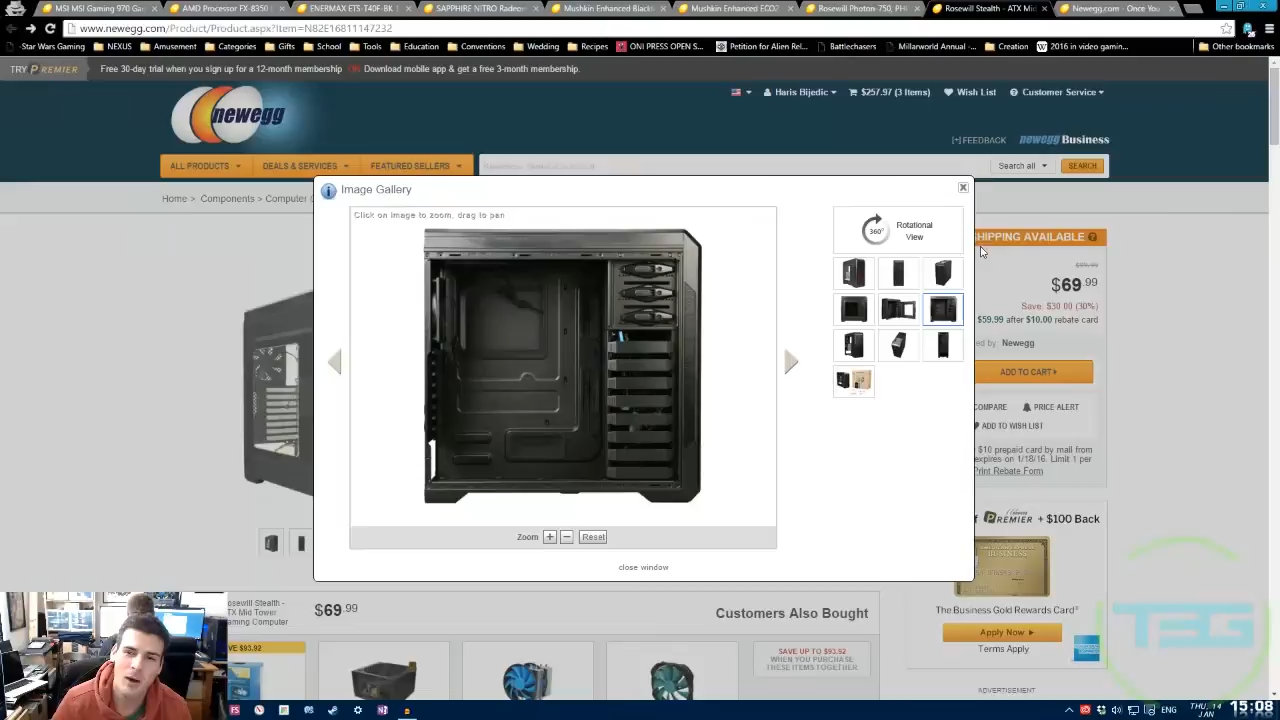 MSI MSI Gaming 970 Gam
AMD Processor FX-8350 B
ENERMAX ETS-T40F-BK
SAPPHIRE NITRO Radeon
Mushkin Enhanced Blacko
Mushkin Enhanced ECO2
Rosewill Photon-750, PHO
Rosewill Stealth - ATX Mid
Newegg.com - Once You
www.newegg.com/Product/Product.aspx?Item=N82E16811147232
-Star Wars Gaming
NEXUS
Amusement
Categories
Gifts
School
Tools
Education
Conventions
Wedding
Recipes
ONI PRESS OPEN S...
Petition for Alien Rel...
Battlechasers
Millarworld Annual -...
Creation
2016 in video gamin...
Other bookmarks
TRY PREMIER
Free 30-day trial when you sign up for a 12-month membership
Download mobile app & get a free 3-month membership.
newegg
Haris Bijedic
$257.97 (3 Items)
Wish List
Customer Service
[+] FEEDBACK
newegg Business
ALL PRODUCTS
DEALS & SERVICES
FEATURED SELLERS
Search all
SEARCH
Home > Components > Computer
Image Gallery
Click on Image to zoom, drag to pan
360°
Rotational
View
Zoom
+
−
Reset
close window
SHIPPING AVAILABLE
$69.99
Save: $30.00 (30%)
$59.99 after $10.00 rebate card
ed by: Newegg
ADD TO CART
COMPARE
PRICE ALERT
ADD TO WISH LIST
$10 prepaid card by mail from
expires on 1/18/16. Limit 1 per
Print Rebate Form
PREMIER + $100 Back
The Business Gold Rewards Card
Apply Now
Terms Apply
ADVERTISEMENT
Rosewill Stealth -
ATX Mid Tower
Gaming Computer
$69.99
Customers Also Bought
VE $93.92
SAVE UP TO $93.92
WHEN YOU PURCHASE
THESE ITEMS TOGETHER
TBG
ENG
THU, 14
JAN
15:08